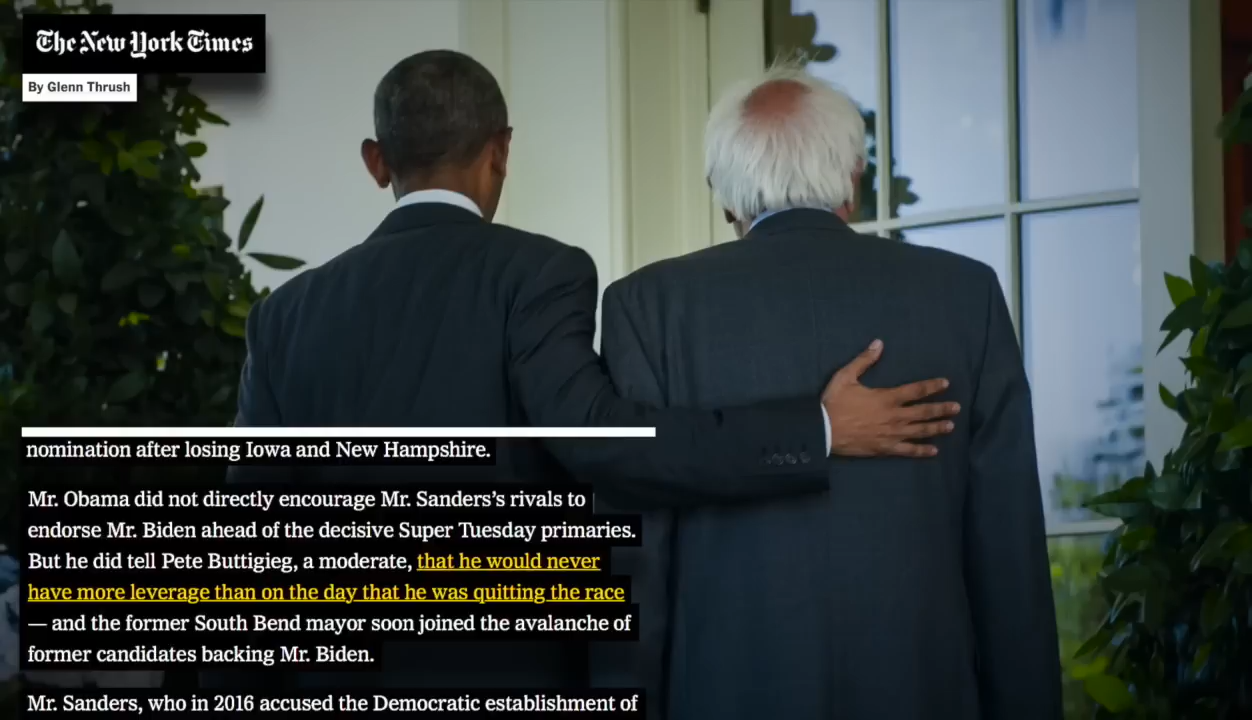 The New York Times
By Glenn Thrush
nomination after losing Iowa and New Hampshire.
Mr. Obama did not directly encourage Mr. Sanders’s rivals to
endorse Mr. Biden ahead of the decisive Super Tuesday primaries.
But he did tell Pete Buttigieg, a moderate, that he would never
have more leverage than on the day that he was quitting the race
— and the former South Bend mayor soon joined the avalanche of
former candidates backing Mr. Biden.
Mr. Sanders, who in 2016 accused the Democratic establishment of